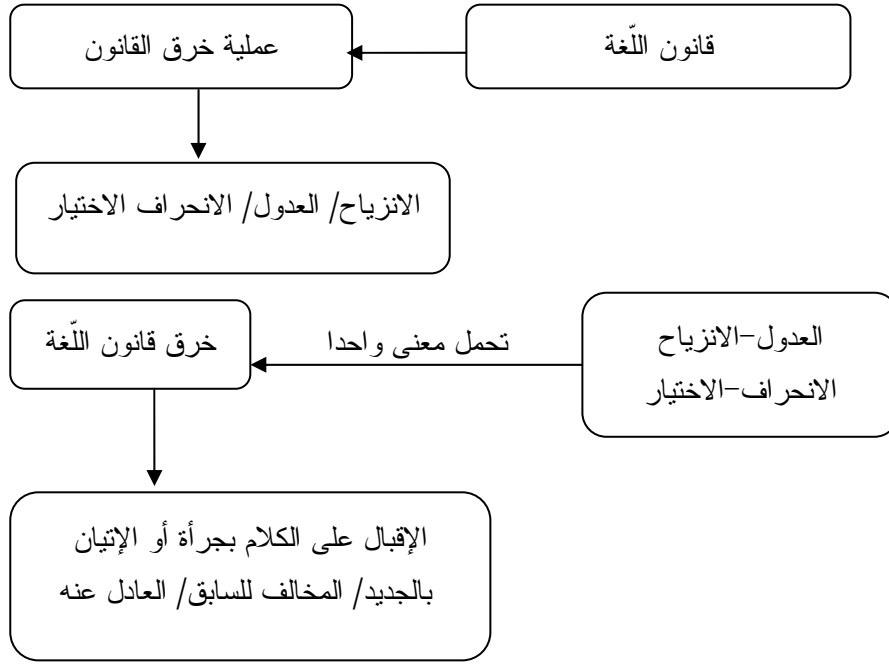 قانون اللّغة
عملية خرق القانون
الانزياح/ العدول/ الانحراف الاختيار
العدول-الانزياح
الانحراف-الاختيار
تحمل معنى واحدا
خرق قانون اللّغة
الإقبال على الكلام بجرأة أو الإتيان
بالجديد/ المخالف للسابق/ العادل عنه